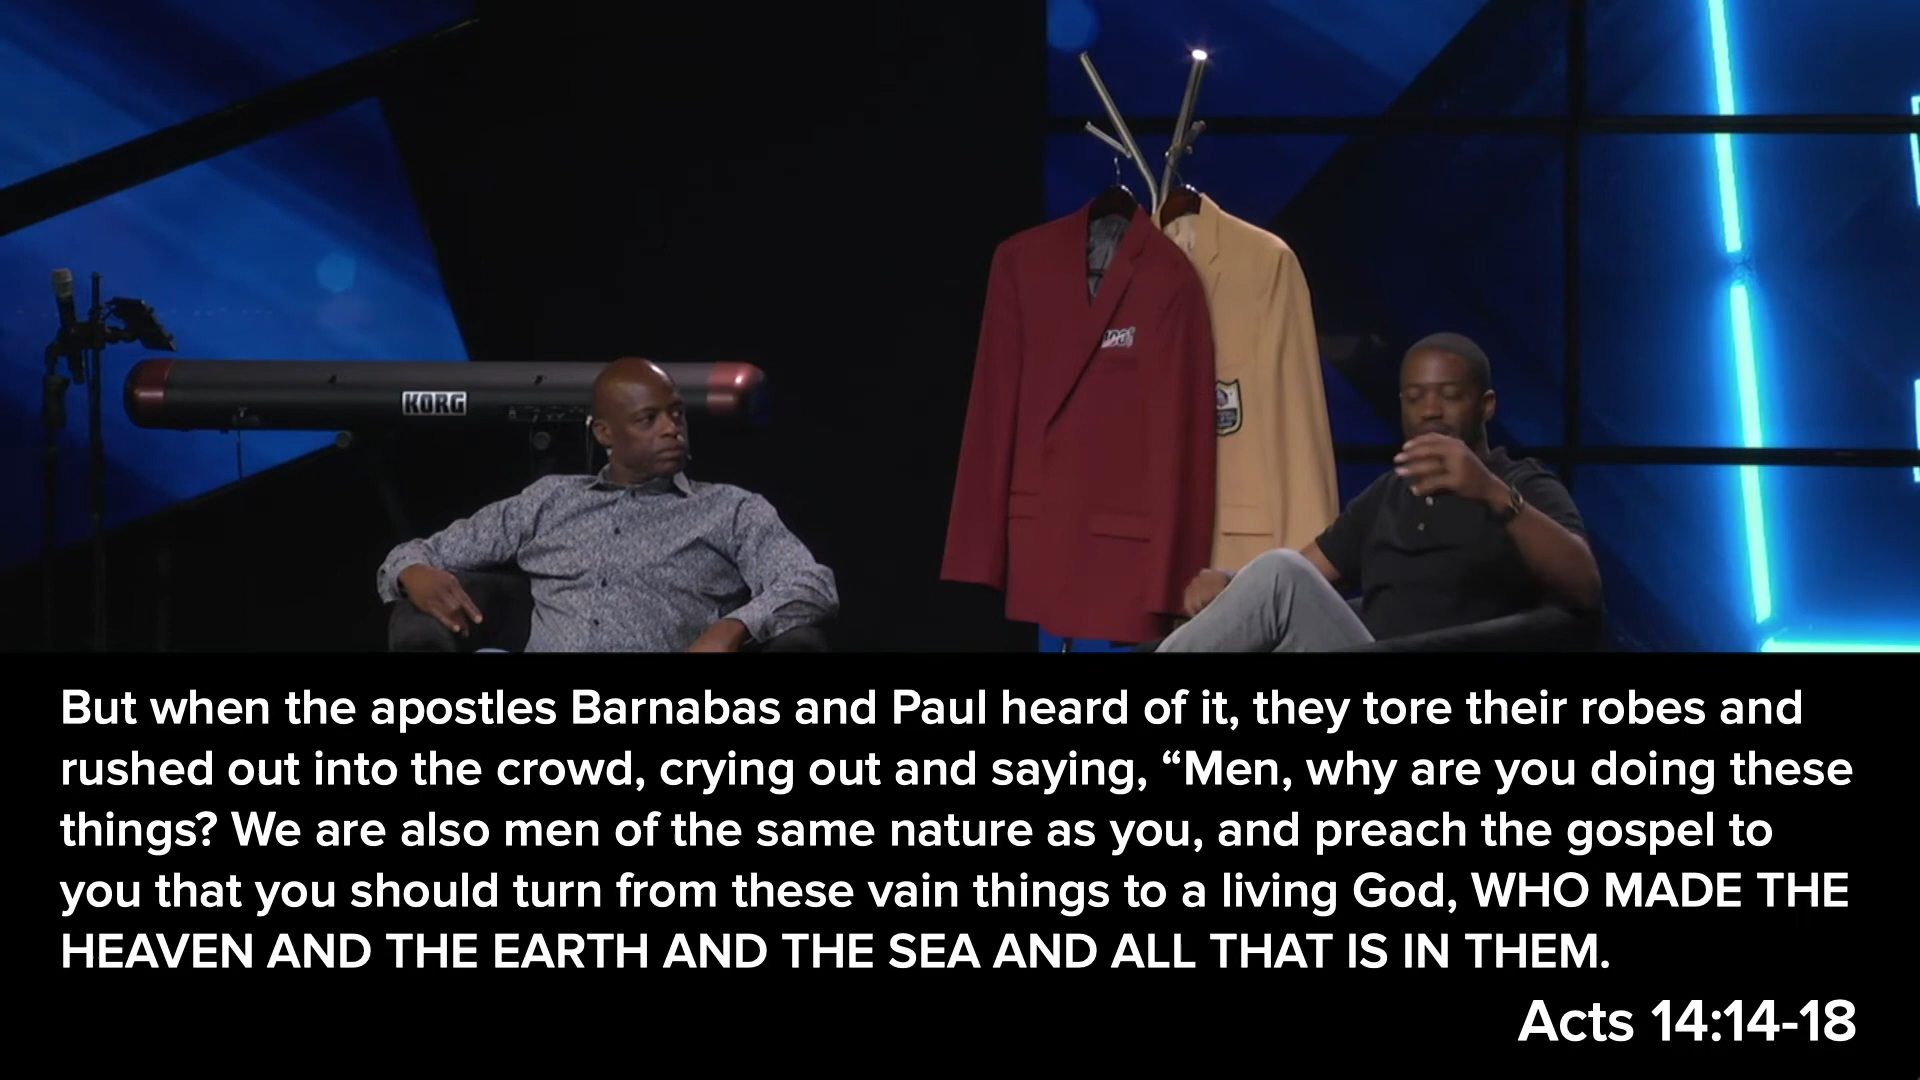 KORG
But when the apostles Barnabas and Paul heard of it, they tore their robes and
rushed out into the crowd, crying out and saying, “Men, why are you doing these
things? We are also men of the same nature as you, and preach the gospel to
you that you should turn from these vain things to a living God, WHO MADE THE
HEAVEN AND THE EARTH AND THE SEA AND ALL THAT IS IN THEM.
Acts 14:14-18